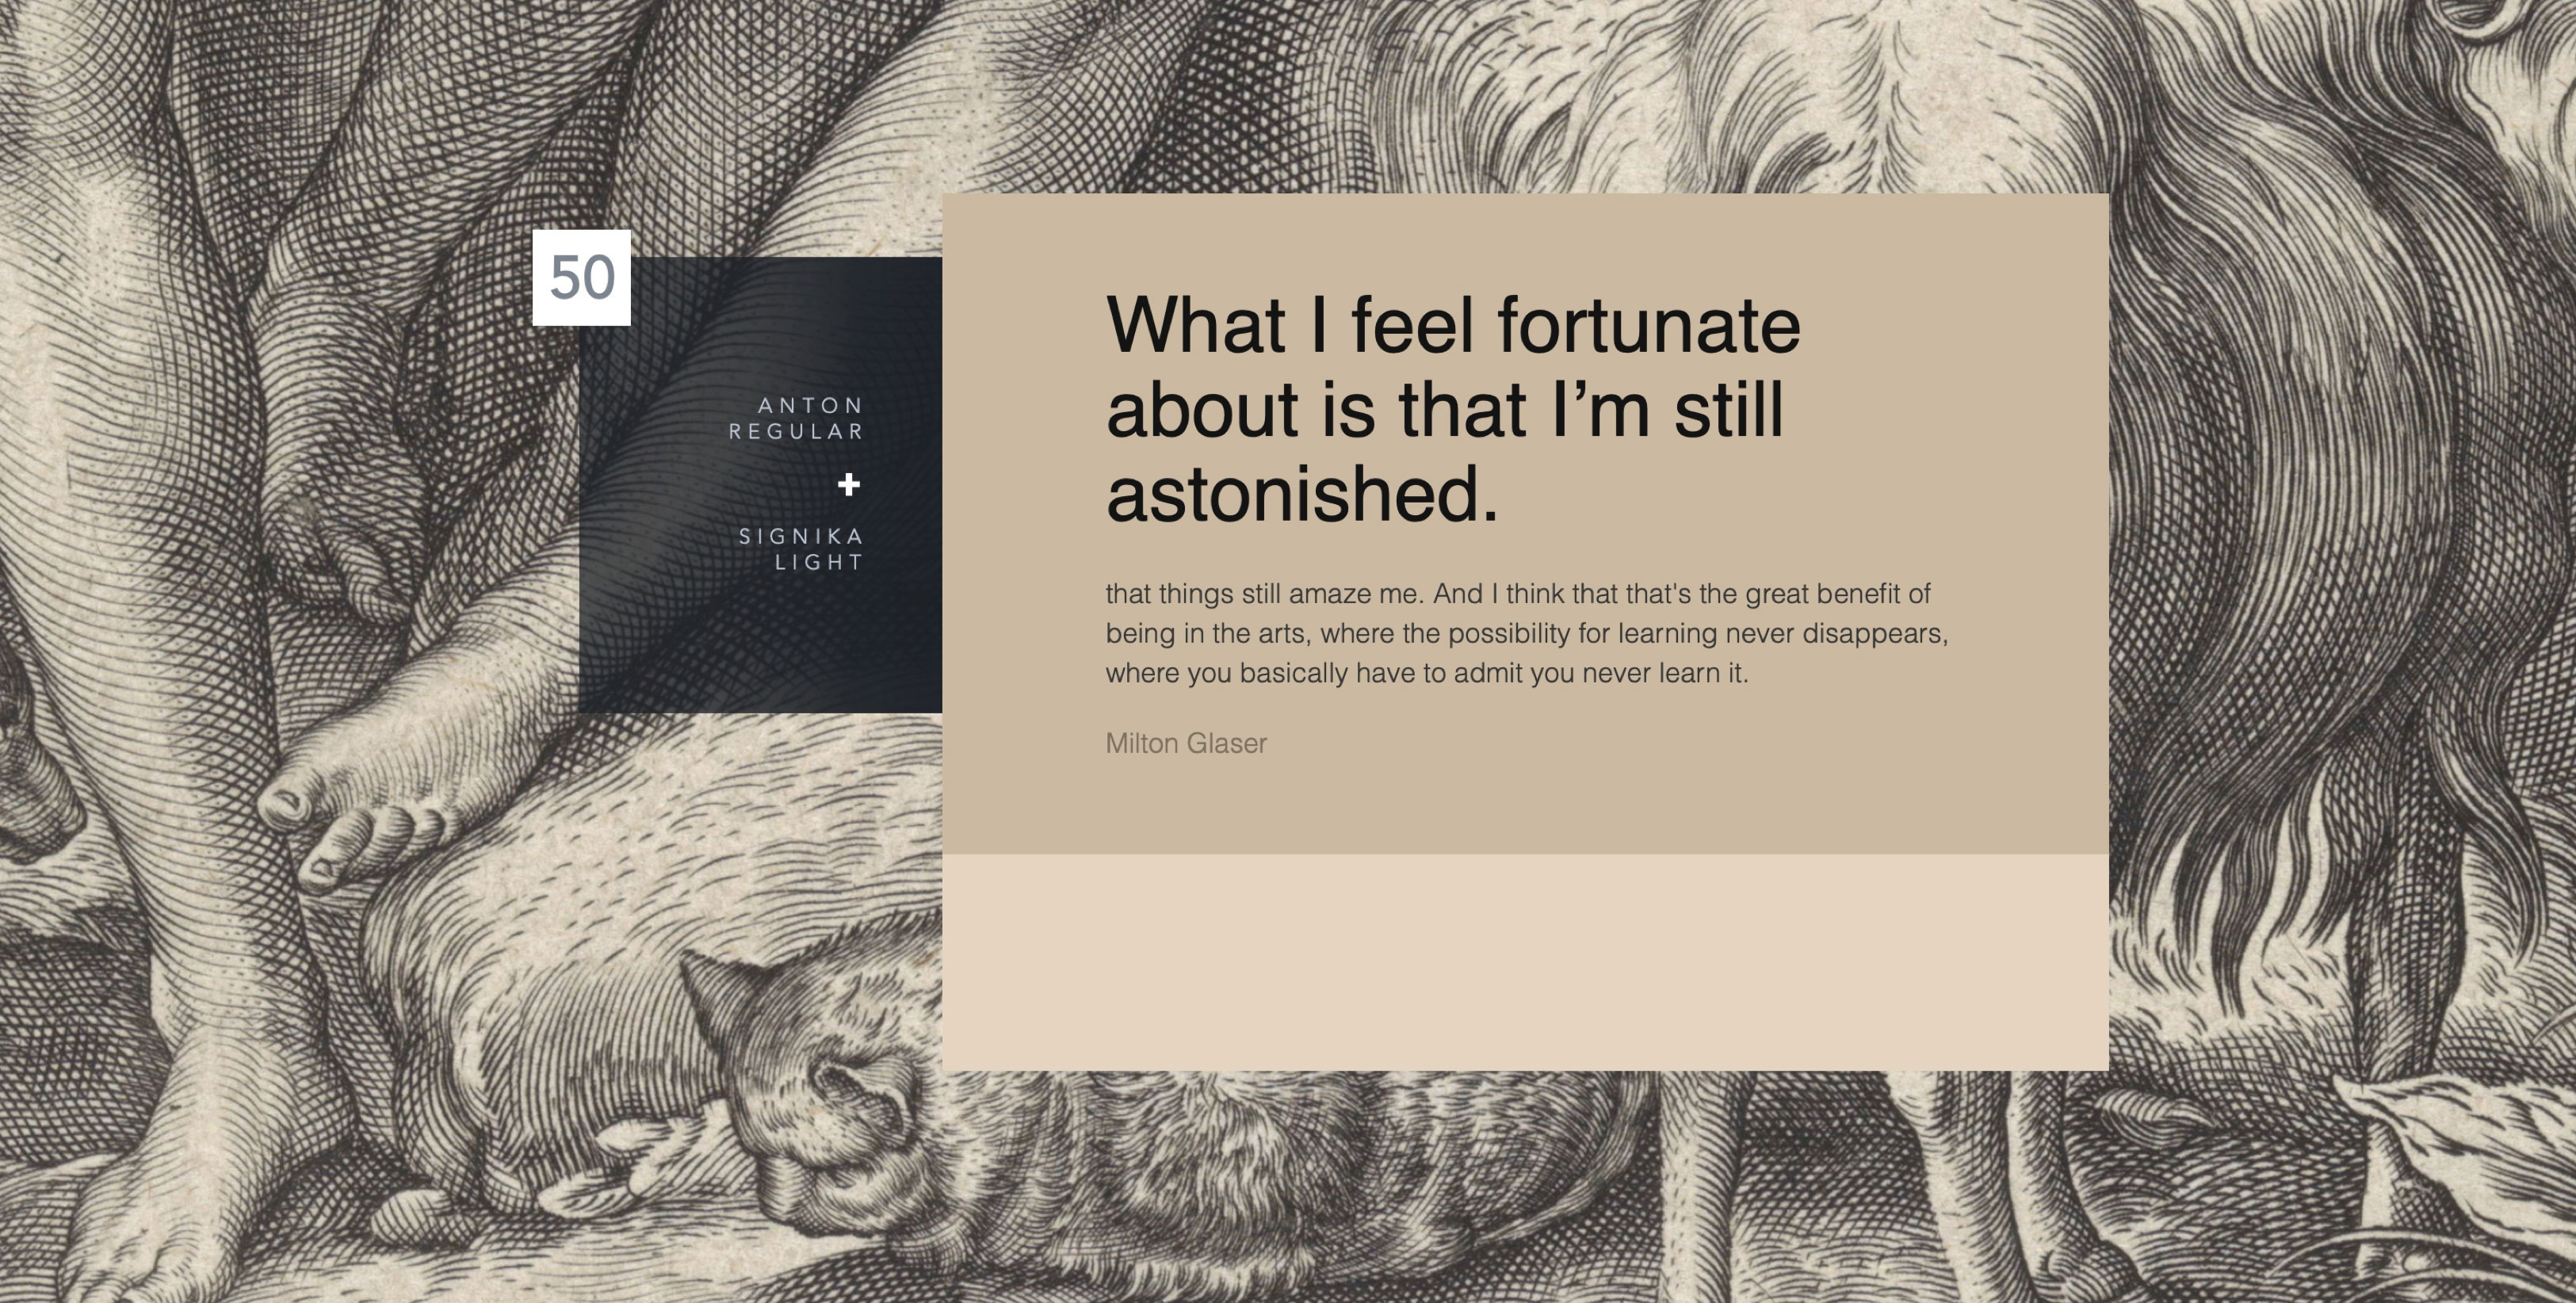 50
ANTON
REGULAR
+
SIGNIKA
LIGHT
What I feel fortunate
about is that I’m still
astonished.
that things still amaze me. And I think that that's the great benefit of
being in the arts, where the possibility for learning never disappears,
where you basically have to admit you never learn it.
Milton Glaser